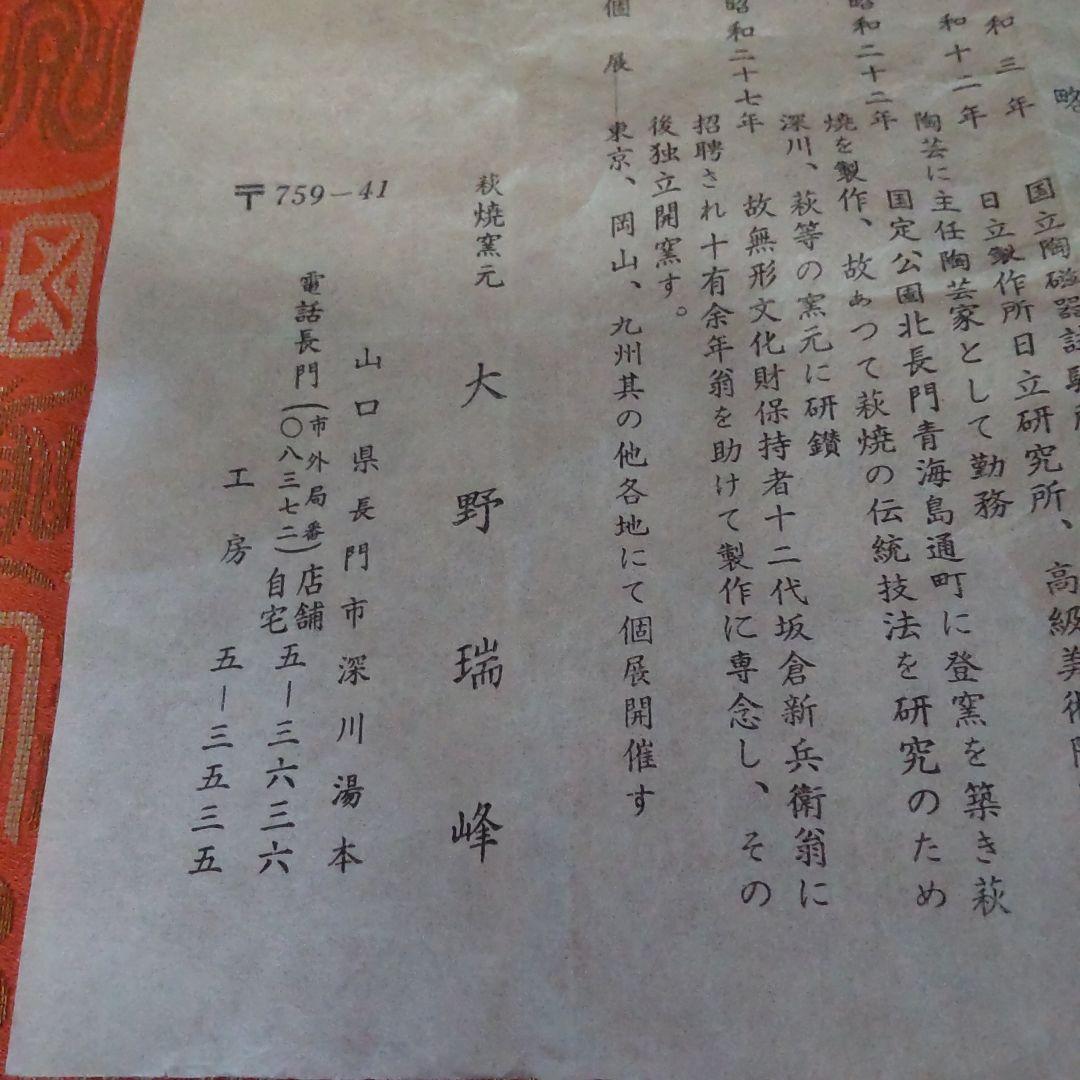 略
和三年 国立陶磁器試験所、高級美術陶
日立製作所日立研究所、
和十二年 陶芸に主任陶芸家として勤務
昭和二十二年 国定公園北長門青海島通町に登窯を築き萩
焼を製作、故あつて萩焼の伝統技法を研究のため
深川、萩等の窯元に研鑽
昭和二十七年 故無形文化財保持者十二代坂倉新兵衛翁に
招聘され十有余年翁を助けて製作に専念し、その
後独立開窯す。
個展―東京、岡山、九州其の他各地にて個展開催す
萩焼窯元 大野瑞峰
〒759-41
山口県長門市深川湯本
電話長門(市外局番〇八三七二)店舗 五―三六三六
自宅
工房 五―三五三五